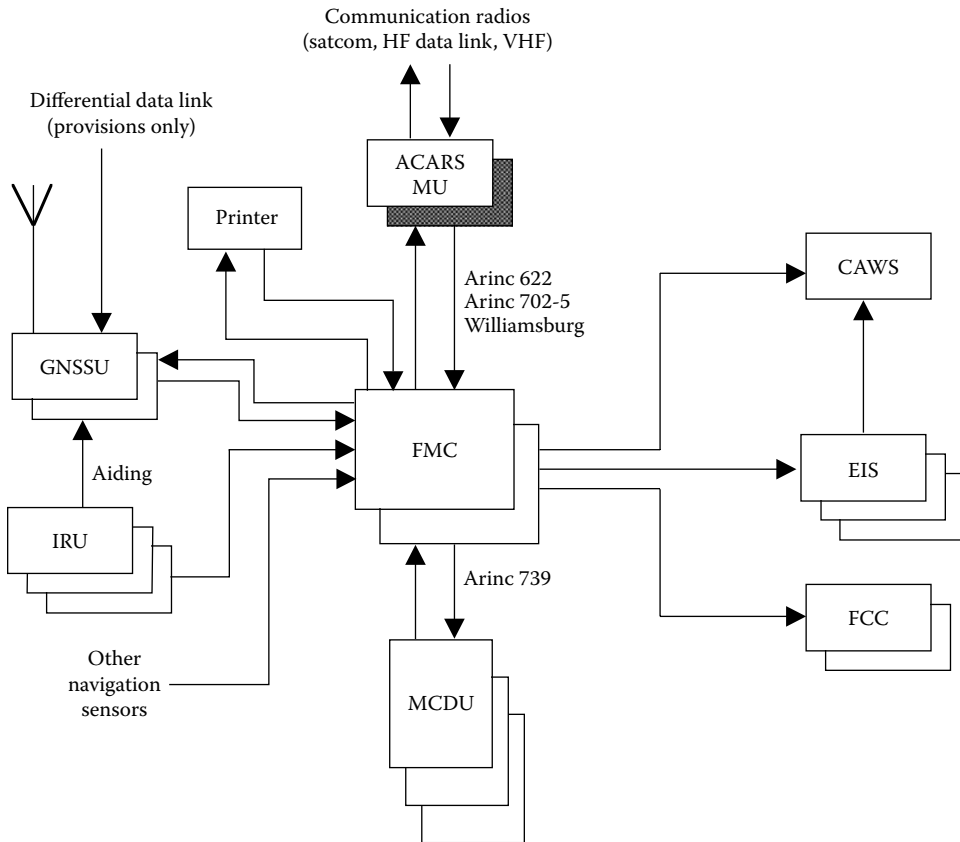 Communication radios
(satcom, HF data link, VHF)
Differential data link
(provisions only)
ACARS
MU
Printer
CAWS
Arinc 622
Arinc 702-5
Williamsburg
GNSSU
FMC
EIS
Aiding
IRU
Arinc 739
FCC
Other
navigation
sensors
MCDU